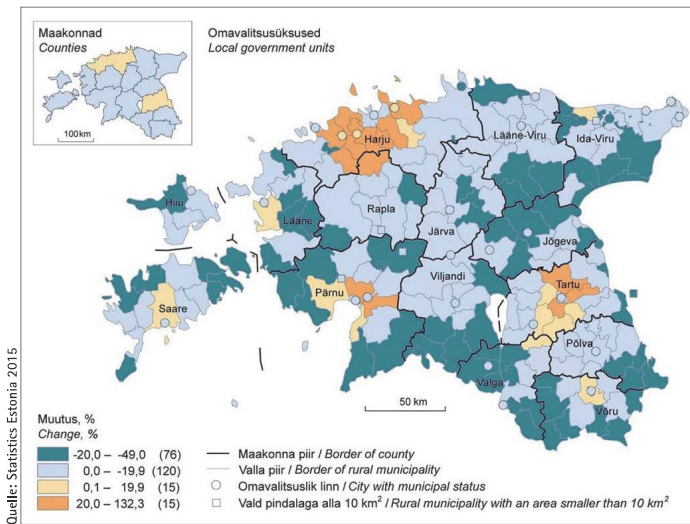 Maakonnad
Counties
100 km
Omavalitsusüksused
Local government units
Harju
Lääne-Viru
Ida-Viru
Hiiu
Lääne
Rapla
Järva
Jõgeva
Saare
Pärnu
Viljandi
Tartu
Põlva
Valga
Võru
50 km
Muutus, %
Change, %
-20,0 – -49,0 (76)
0,0 – -19,9 (120)
0,1 – 19,9 (15)
20,0 – 132,3 (15)
Maakonna piir / Border of county
Valla piir / Border of rural municipality
Omavalitsuslik linn / City with municipal status
Vald pindalaga alla 10 km² / Rural municipality with an area smaller than 10 km²
Quelle: Statistics Estonia 2015